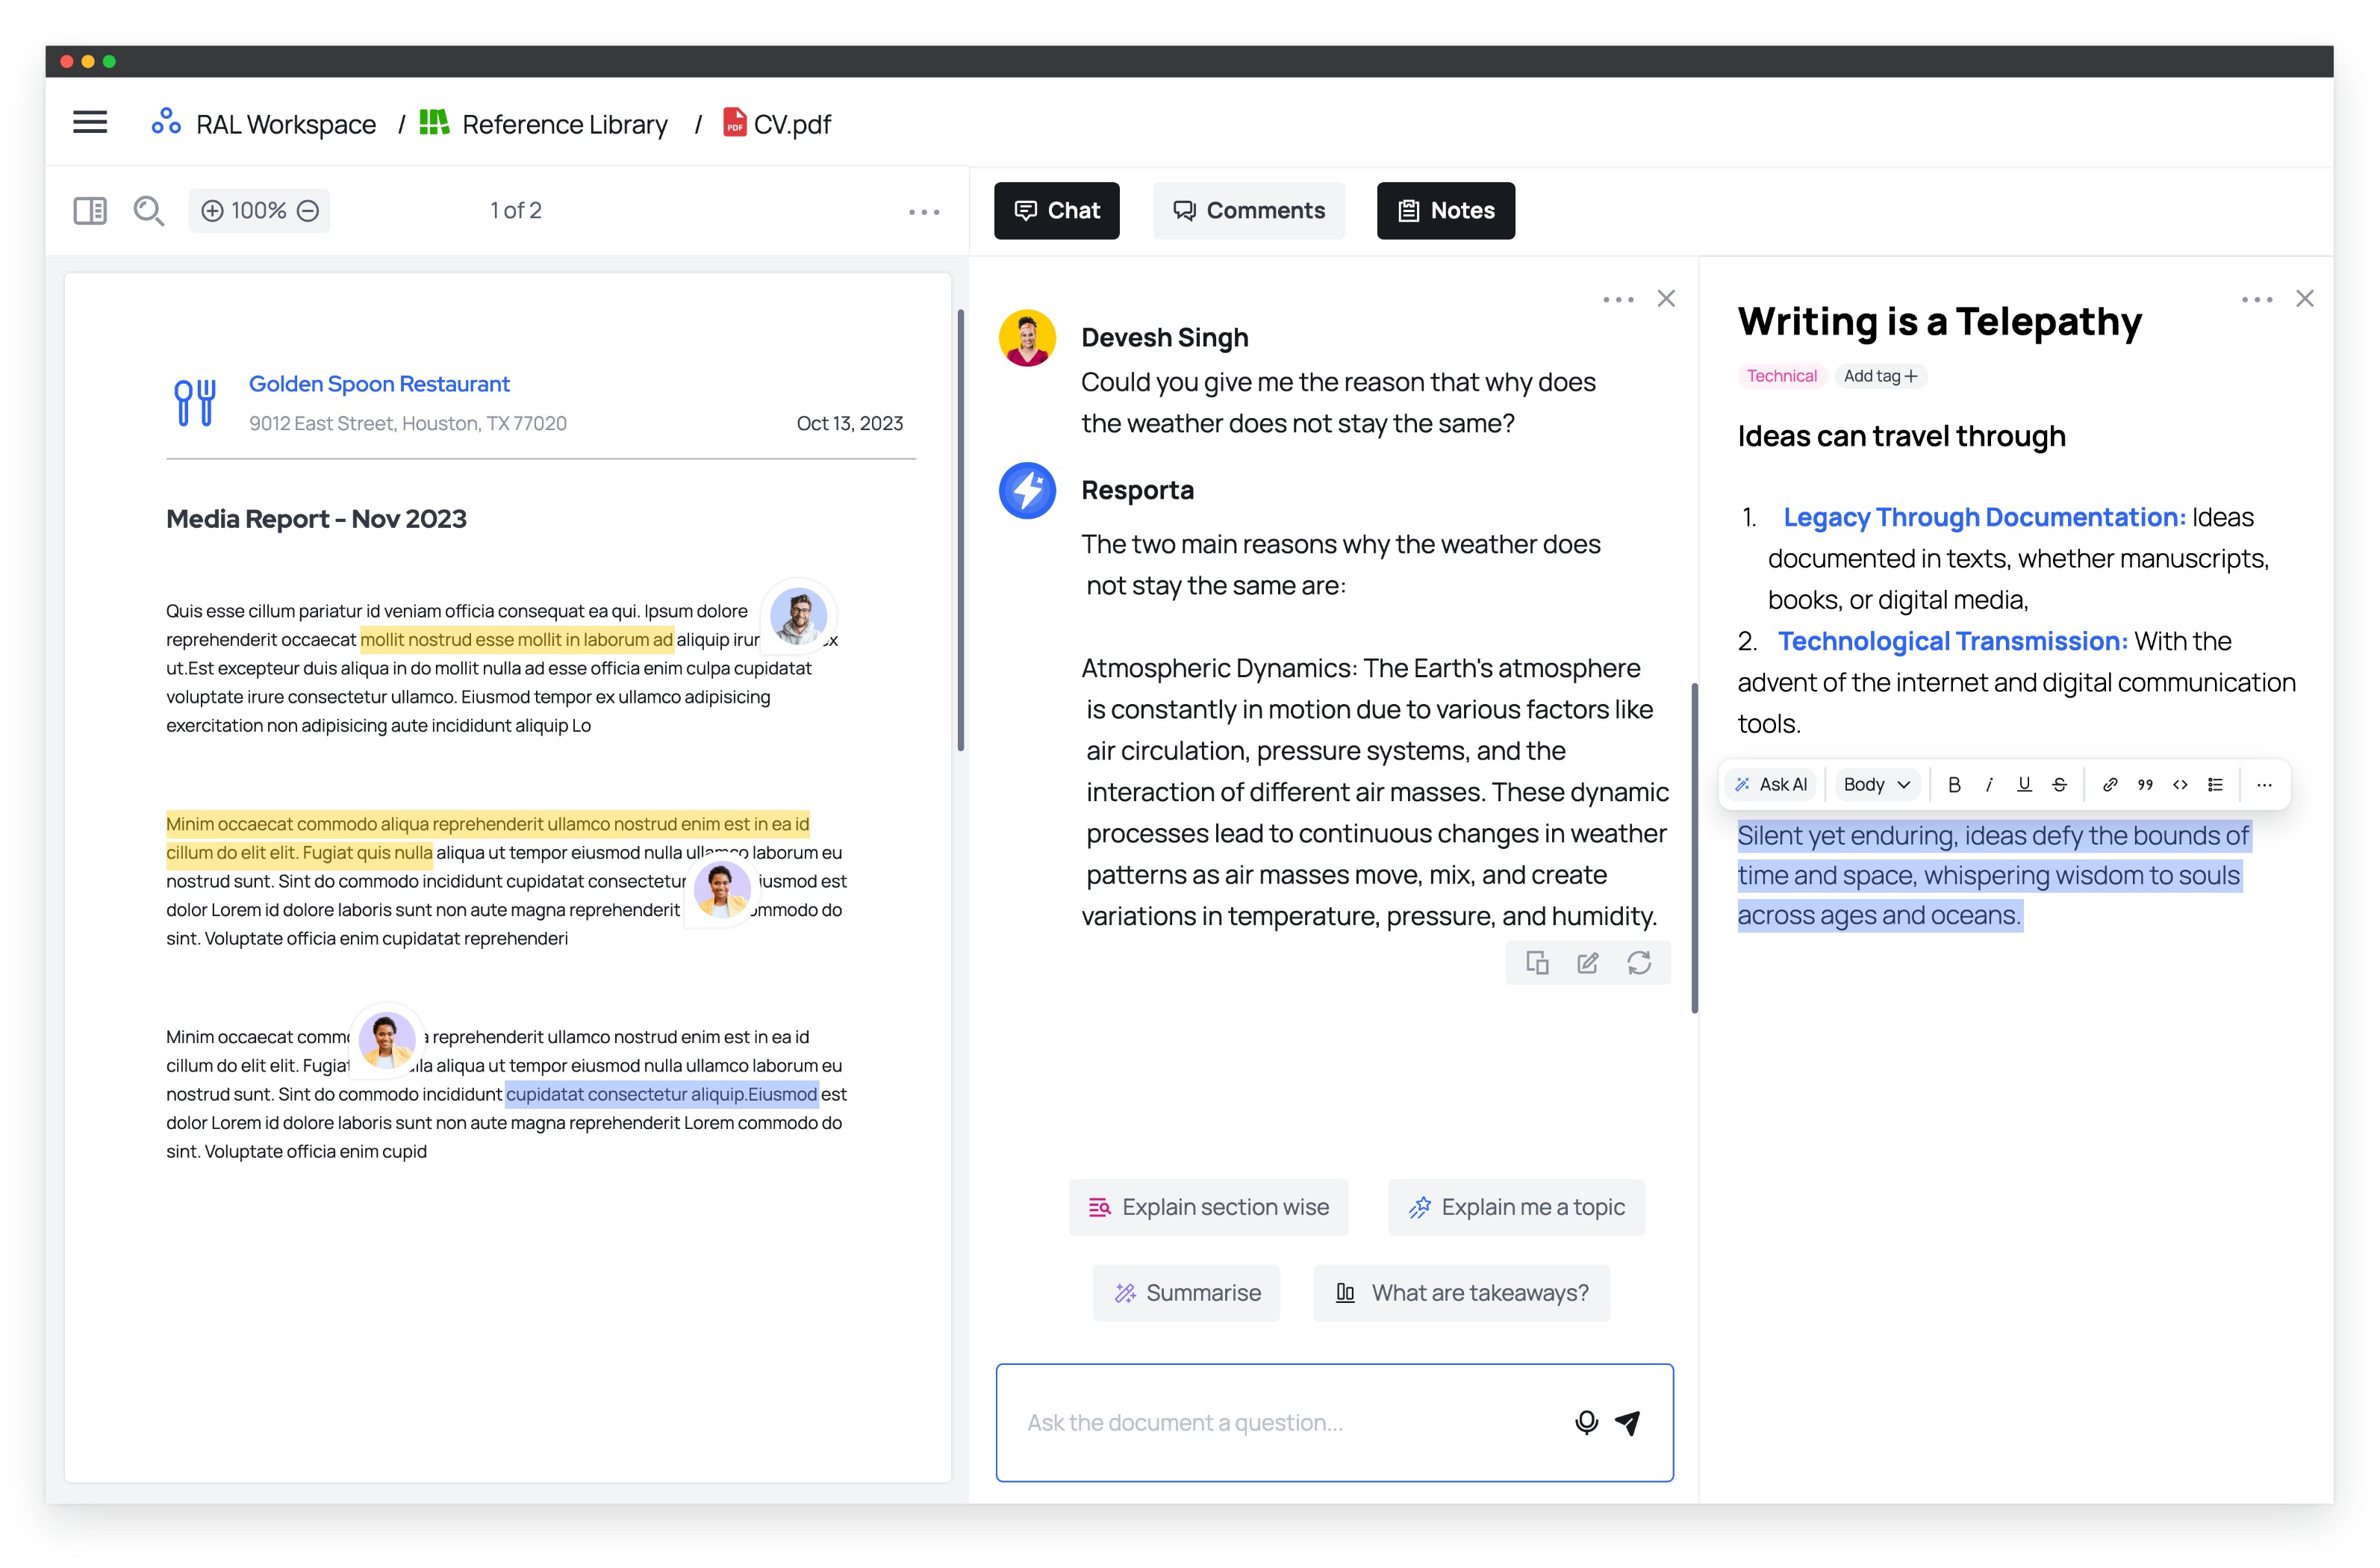 RAL Workspace / Reference Library / PDF CV.pdf
100% 1 of 2
Chat Comments Notes
Golden Spoon Restaurant
9012 East Street, Houston, TX 77020 Oct 13, 2023
Media Report – Nov 2023
Quis esse cillum pariatur id veniam officia consequat ea qui. Ipsum dolore
reprehenderit occaecat mollit nostrud esse mollit in laborum ad aliquip
ut.Est excepteur duis aliqua in do mollit nulla ad esse officia enim culpa cupidatat
voluptate irure consectetur ullamco. Eiusmod tempor ex ullamco adipisicing
exercitation non adipisicing aute incididunt aliquip Lo
Minim occaecat commodo aliqua reprehenderit ullamco nostrud enim est in ea id
cillum do elit elit. Fugiat quis nulla aliqua ut tempor eiusmod nulla ullamco laborum eu
nostrud sunt. Sint do commodo incididunt cupidatat consectetur est
dolor Lorem id dolore laboris sunt non aute magna reprehenderit do
sint. Voluptate officia enim cupidatat reprehenderi
Minim occaecat reprehenderit ullamco nostrud enim est in ea id
cillum do elit elit. aliqua ut tempor eiusmod nulla ullamco laborum eu
nostrud sunt. Sint do commodo incididunt cupidatat consectetur aliquip.Eiusmod est
dolor Lorem id dolore laboris sunt non aute magna reprehenderit Lorem commodo do
sint. Voluptate officia enim cupid
Devesh Singh
Could you give me the reason that why does
the weather does not stay the same?
Resporta
The two main reasons why the weather does
not stay the same are:
Atmospheric Dynamics: The Earth's atmosphere
is constantly in motion due to various factors like
air circulation, pressure systems, and the
interaction of different air masses. These dynamic
processes lead to continuous changes in weather
patterns as air masses move, mix, and create
variations in temperature, pressure, and humidity.
Explain section wise Explain me a topic
Summarise What are takeaways?
Ask the document a question...
Writing is a Telepathy
Technical Add tag+
Ideas can travel through
1. Legacy Through Documentation: Ideas
documented in texts, whether manuscripts,
books, or digital media,
2. Technological Transmission: With the
advent of the internet and digital communication
tools.
Ask AI Body B i U S
Silent yet enduring, ideas defy the bounds of
time and space, whispering wisdom to souls
across ages and oceans.